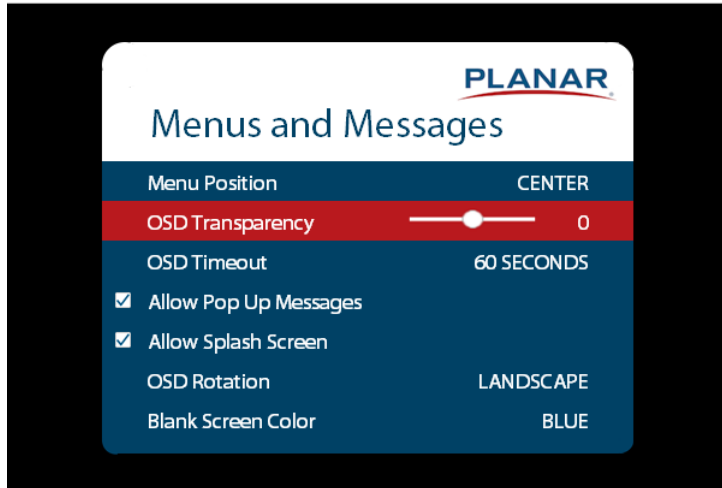 PLANAR
Menus and Messages
Menu Position CENTER
OSD Transparency 0
OSD Timeout 60 SECONDS
Allow Pop Up Messages
Allow Splash Screen
OSD Rotation LANDSCAPE
Blank Screen Color BLUE